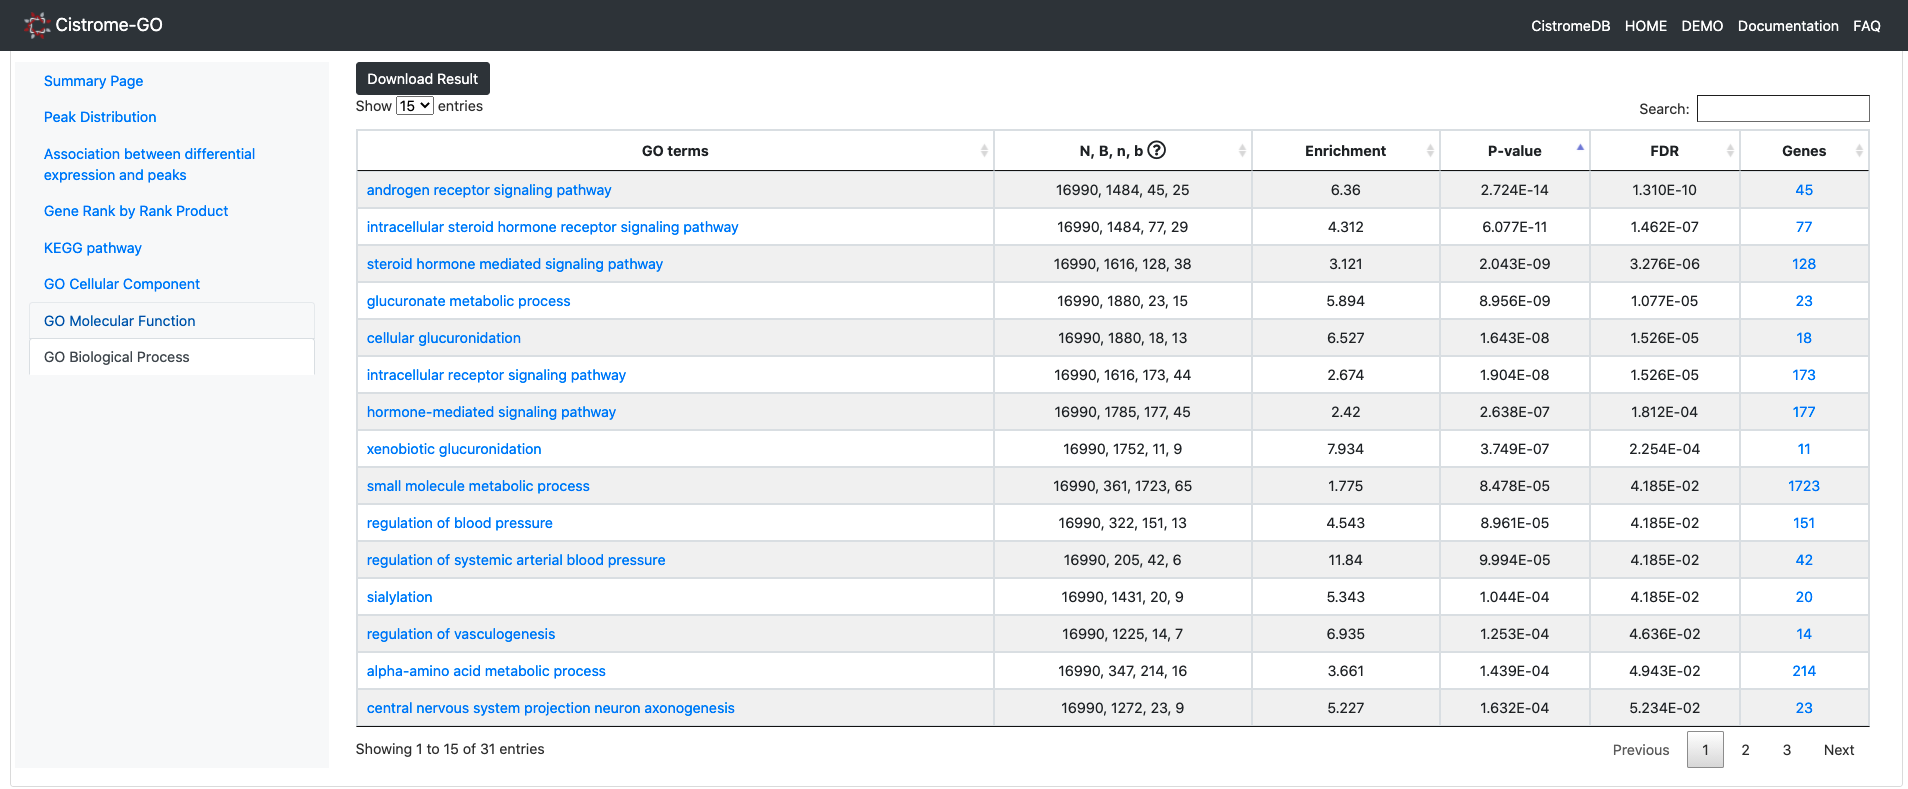 Cistrome-GO
CistromeDB HOME DEMO Documentation FAQ
Summary Page
Peak Distribution
Association between differential
expression and peaks
Gene Rank by Rank Product
KEGG pathway
GO Cellular Component
GO Molecular Function
GO Biological Process
Download Result
Show 15 entries
Search:
GO terms N, B, n, b ? Enrichment P-value FDR Genes
androgen receptor signaling pathway 16990, 1484, 45, 25 6.36 2.724E-14 1.310E-10 45
intracellular steroid hormone receptor signaling pathway 16990, 1484, 77, 29 4.312 6.077E-11 1.462E-07 77
steroid hormone mediated signaling pathway 16990, 1616, 128, 38 3.121 2.043E-09 3.276E-06 128
glucuronate metabolic process 16990, 1880, 23, 15 5.894 8.956E-09 1.077E-05 23
cellular glucuronidation 16990, 1880, 18, 13 6.527 1.643E-08 1.526E-05 18
intracellular receptor signaling pathway 16990, 1616, 173, 44 2.674 1.904E-08 1.526E-05 173
hormone-mediated signaling pathway 16990, 1785, 177, 45 2.42 2.638E-07 1.812E-04 177
xenobiotic glucuronidation 16990, 1752, 11, 9 7.934 3.749E-07 2.254E-04 11
small molecule metabolic process 16990, 361, 1723, 65 1.775 8.478E-05 4.185E-02 1723
regulation of blood pressure 16990, 322, 151, 13 4.543 8.961E-05 4.185E-02 151
regulation of systemic arterial blood pressure 16990, 205, 42, 6 11.84 9.994E-05 4.185E-02 42
sialylation 16990, 1431, 20, 9 5.343 1.044E-04 4.185E-02 20
regulation of vasculogenesis 16990, 1225, 14, 7 6.935 1.253E-04 4.636E-02 14
alpha-amino acid metabolic process 16990, 347, 214, 16 3.661 1.439E-04 4.943E-02 214
central nervous system projection neuron axonogenesis 16990, 1272, 23, 9 5.227 1.632E-04 5.234E-02 23
Showing 1 to 15 of 31 entries
Previous 1 2 3 Next